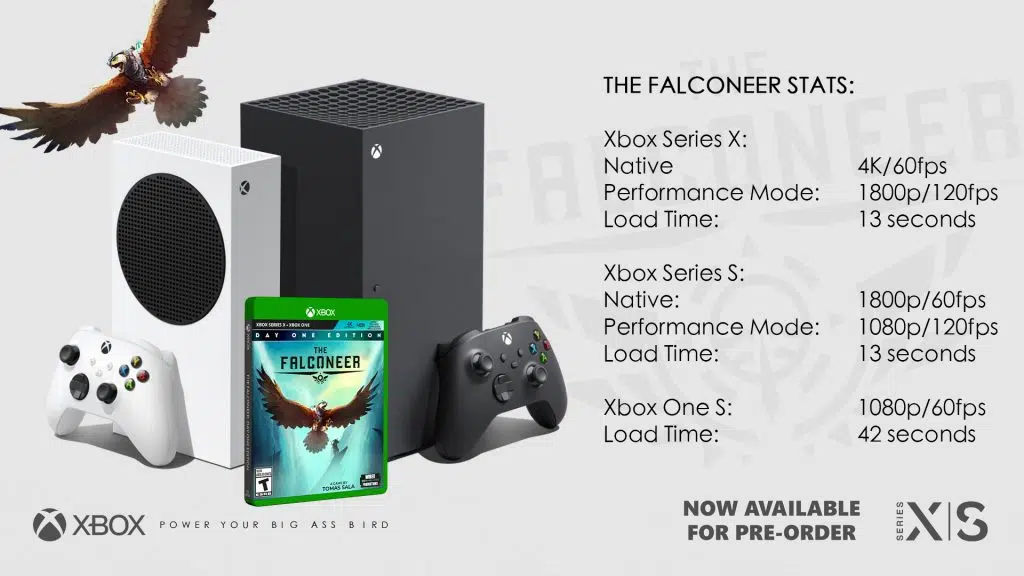 THE FALCONEER STATS:
Xbox Series X:
Native 4K/60fps
Performance Mode: 1800p/120fps
Load Time: 13 seconds
Xbox Series S:
Native: 1800p/60fps
Performance Mode: 1080p/120fps
Load Time: 13 seconds
Xbox One S: 1080p/60fps
Load Time: 42 seconds
THE
FALCONEER
XBOX
XBOX SERIES X • XBOX ONE
DAY ONE EDITION
THE
FALCONEER
A GAME BY
TOMAS SALA
T
XBOX POWER YOUR BIG ASS BIRD
NOW AVAILABLE
FOR PRE-ORDER
SERIES X|S